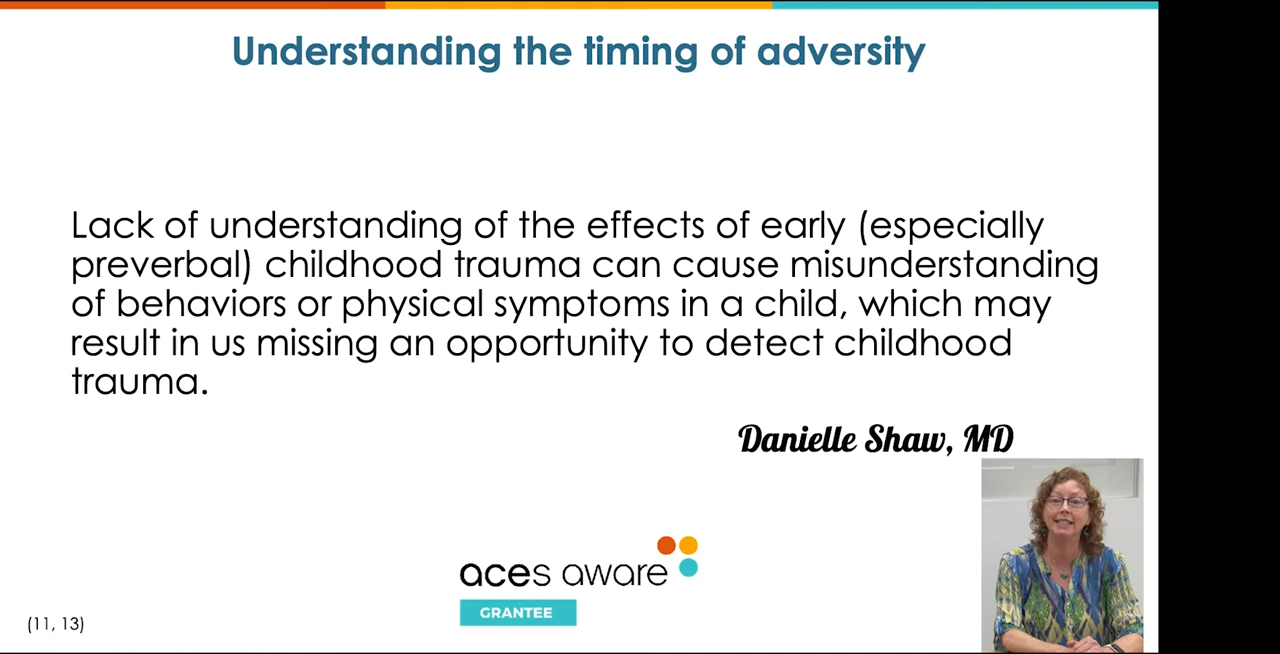 Understanding the timing of adversity
Lack of understanding of the effects of early (especially
preverbal) childhood trauma can cause misunderstanding
of behaviors or physical symptoms in a child, which may
result in us missing an opportunity to detect childhood
trauma.
Danielle Shaw, MD
aces aware
GRANTEE
(11, 13)